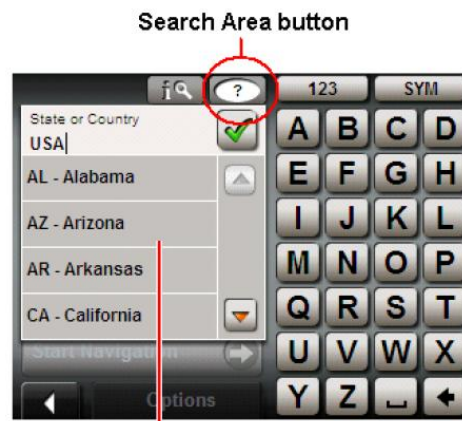 Search Area button
i ? 123 SYM
State or Country
USA
A B C D
AL - Alabama
E F G H
AZ - Arizona
I J K L
AR - Arkansas
M N O P
CA - California
Q R S T
Start Navigation
U V W X
Options
Y Z